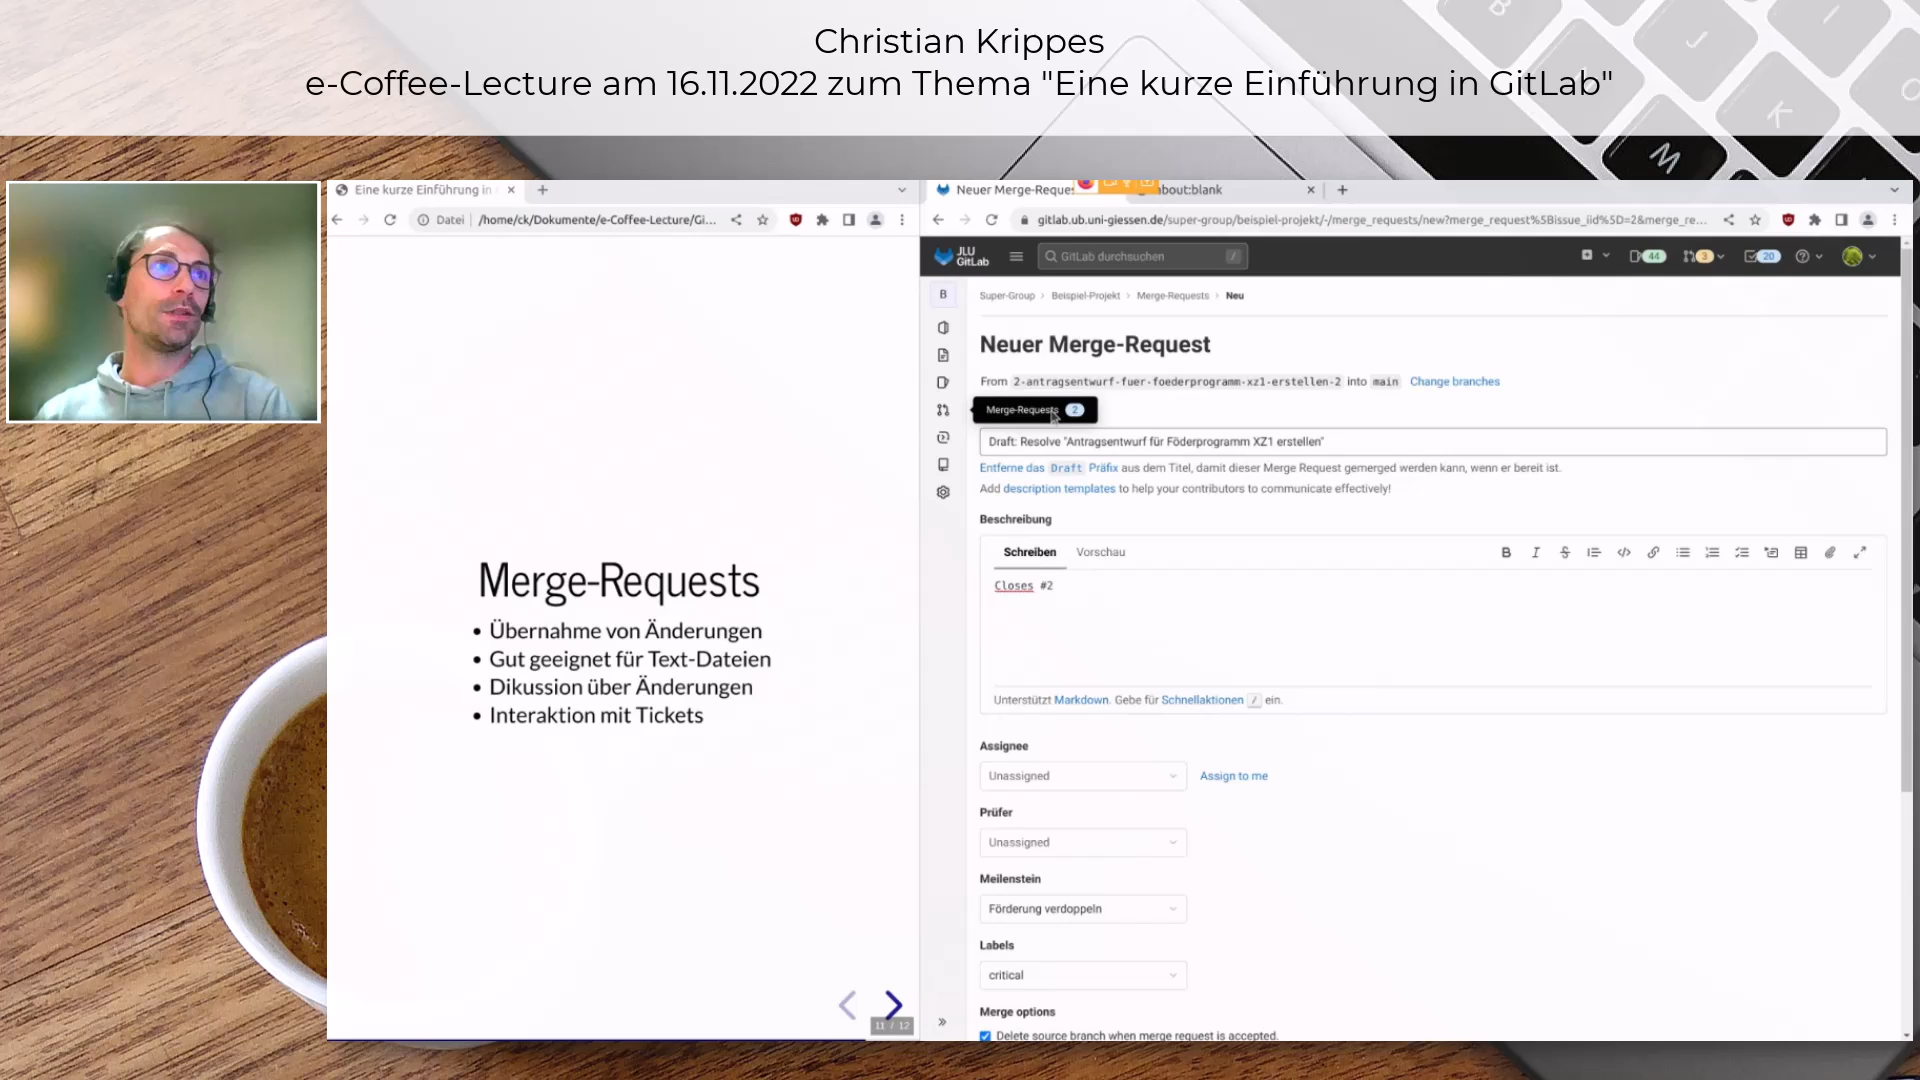 Christian Krippes
e-Coffee-Lecture am 16.11.2022 zum Thema "Eine kurze Einführung in GitLab"
Eine kurze Einführung in
Datei
/home/ck/Dokumente/e-Coffee-Lecture/Gi...
Merge-Requests
• Übernahme von Änderungen
• Gut geeignet für Text-Dateien
• Dikussion über Änderungen
• Interaktion mit Tickets
11 / 12
Neuer Merge-Reque
about:blank
gitlab.ub.uni-giessen.de/super-group/beispiel-projekt/-/merge_requests/new?merge_request%5Bissue_iid%5D=2&merge_re...
JLU
GitLab
GitLab durchsuchen
/
44
3
20
B
Super-Group › Beispiel-Projekt › Merge-Requests › Neu
Neuer Merge-Request
From 2-antragsentwurf-fuer-foederprogramm-xz1-erstellen-2 into main Change branches
Merge-Requests 2
Draft: Resolve "Antragsentwurf für Föderprogramm XZ1 erstellen"
Entferne das Draft Präfix aus dem Titel, damit dieser Merge Request gemerged werden kann, wenn er bereit ist.
Add description templates to help your contributors to communicate effectively!
Beschreibung
Schreiben Vorschau
Closes #2
Unterstützt Markdown. Gebe für Schnellaktionen / ein.
Assignee
Unassigned
Assign to me
Prüfer
Unassigned
Meilenstein
Förderung verdoppeln
Labels
critical
Merge options
Delete source branch when merge request is accepted.